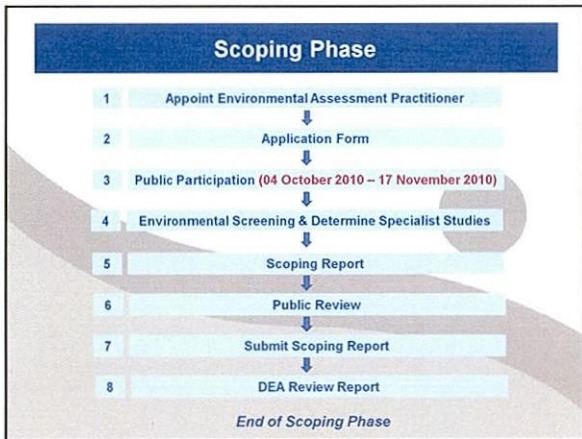 Scoping Phase
1 Appoint Environmental Assessment Practitioner
2 Application Form
3 Public Participation (04 October 2010 – 17 November 2010)
4 Environmental Screening & Determine Specialist Studies
5 Scoping Report
6 Public Review
7 Submit Scoping Report
8 DEA Review Report
End of Scoping Phase